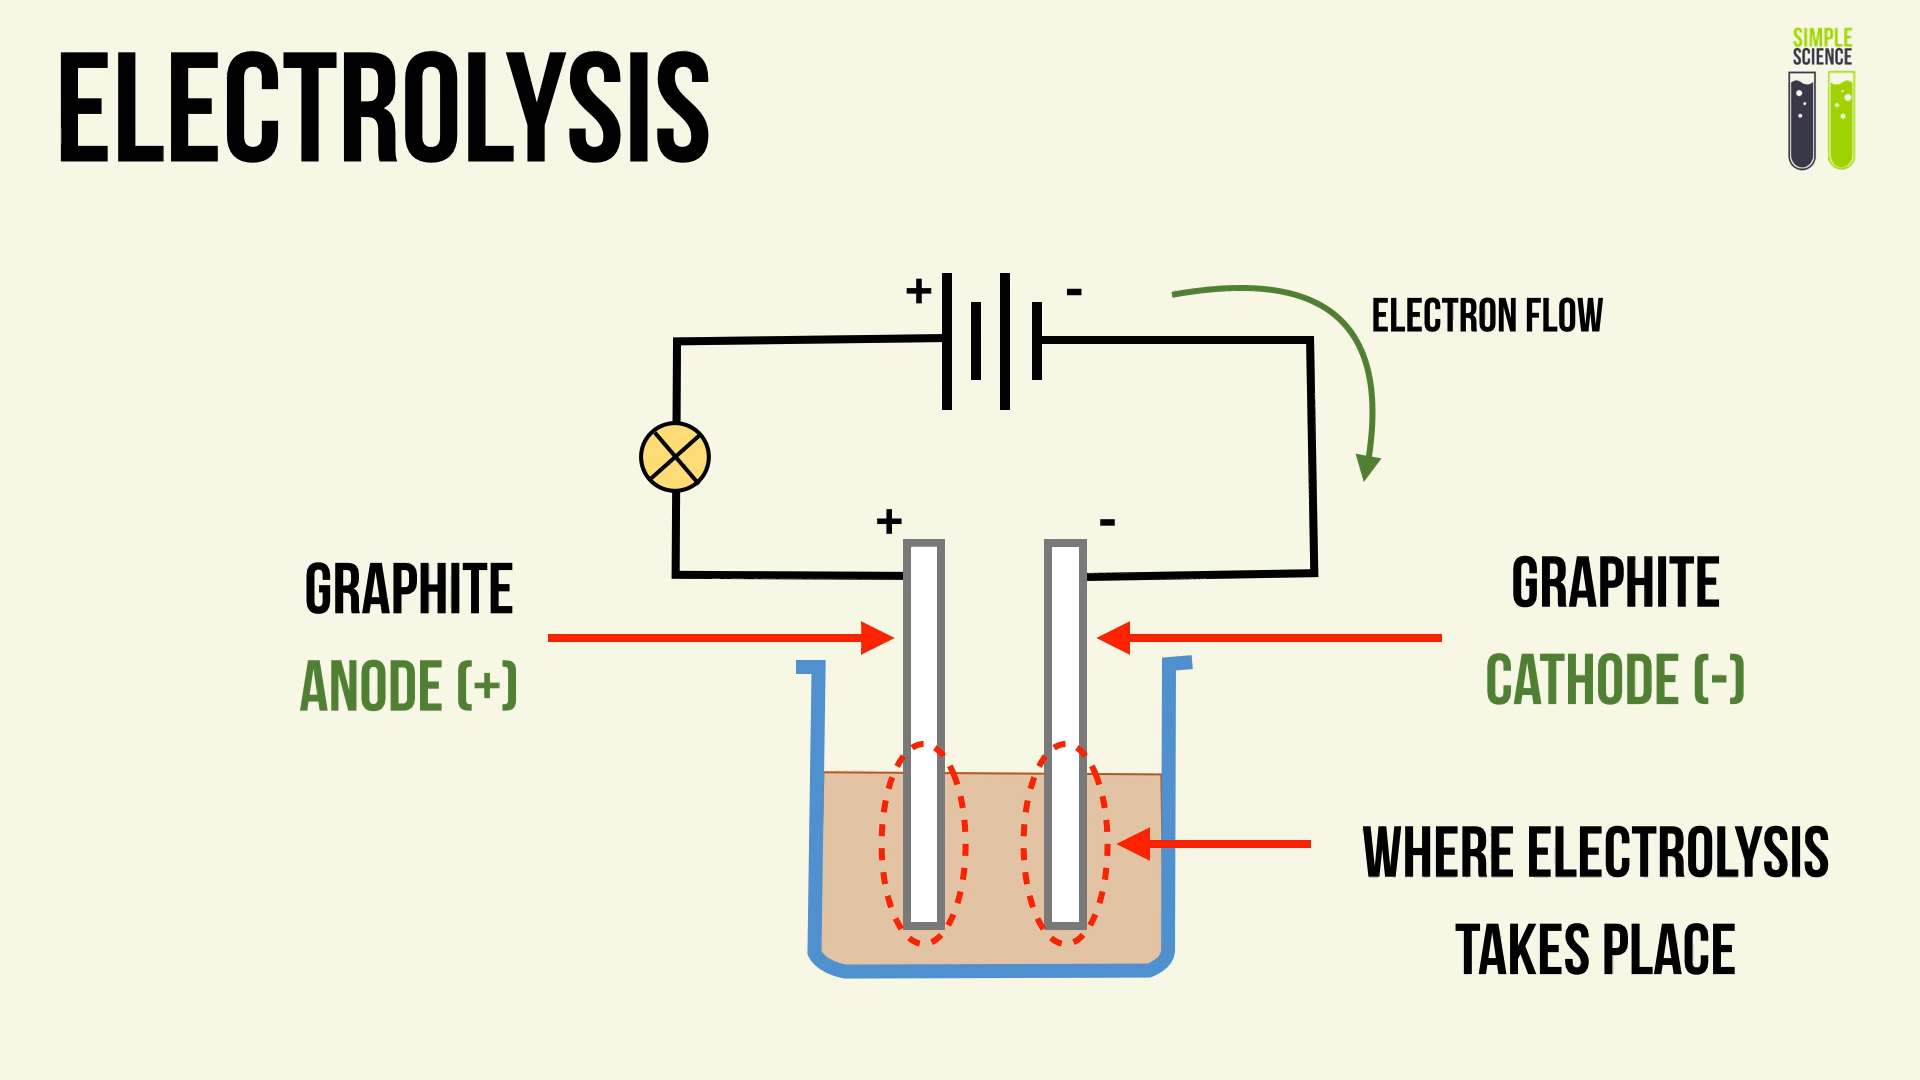 ELECTROLYSIS
SIMPLE
SCIENCE
+
-
ELECTRON FLOW
+
-
GRAPHITE
ANODE (+)
GRAPHITE
CATHODE (-)
WHERE ELECTROLYSIS
TAKES PLACE